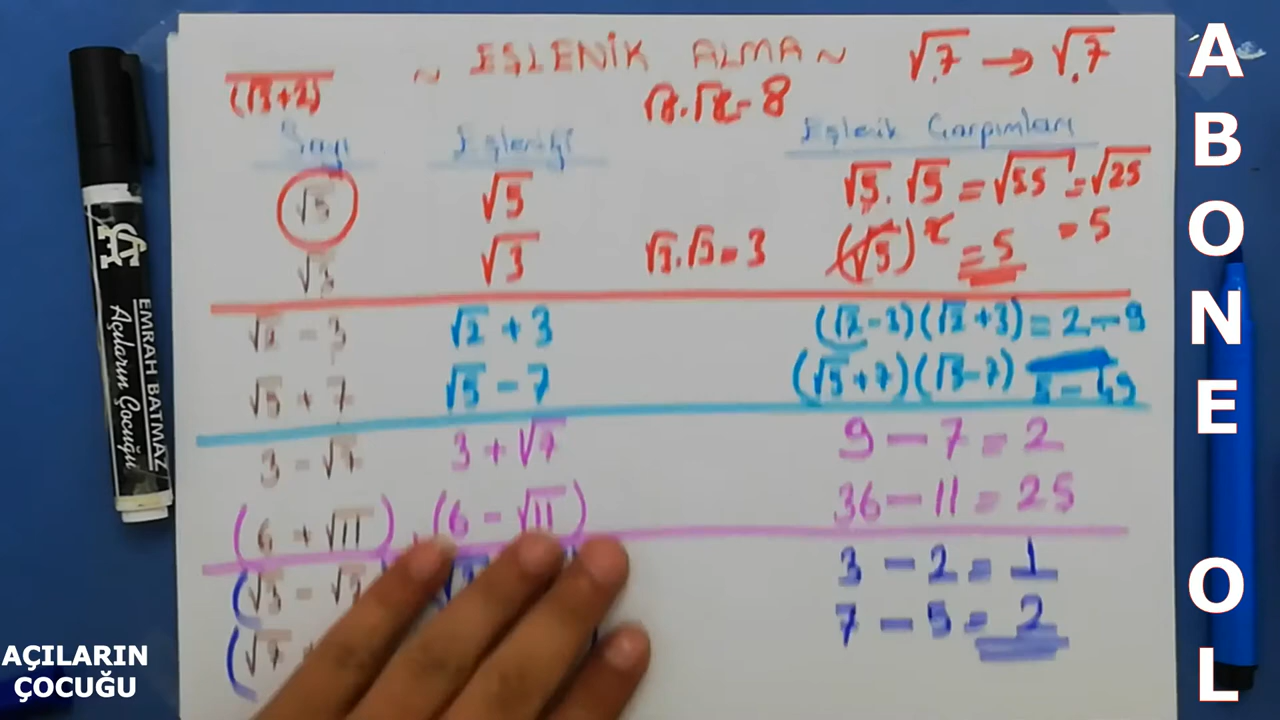 ~ EŞLENİK ALMA ~ √7 → √7
(√3+2) √8.√8=8
Sayı Eşleniği Eşlenik Çarpımları
√5 √5 √5.√5=√55=√25
=5
√3 √3 √3.√3=3 (√5)² =5
√2 - 3 √2 + 3 (√2-3)(√2+3)=2-9
√5 + 7 √5 - 7 (√5+7)(√5-7) 5-49
3 - √7 3+√7 9-7=2
(6 + √11).(6 - √11) 36-11=25
(√3 - √2 3-2=1
(√7 7-5=2
EMRAH BATMAZ
Açıların Çocuğu
AÇILARIN
ÇOCUĞU
ABONE OL